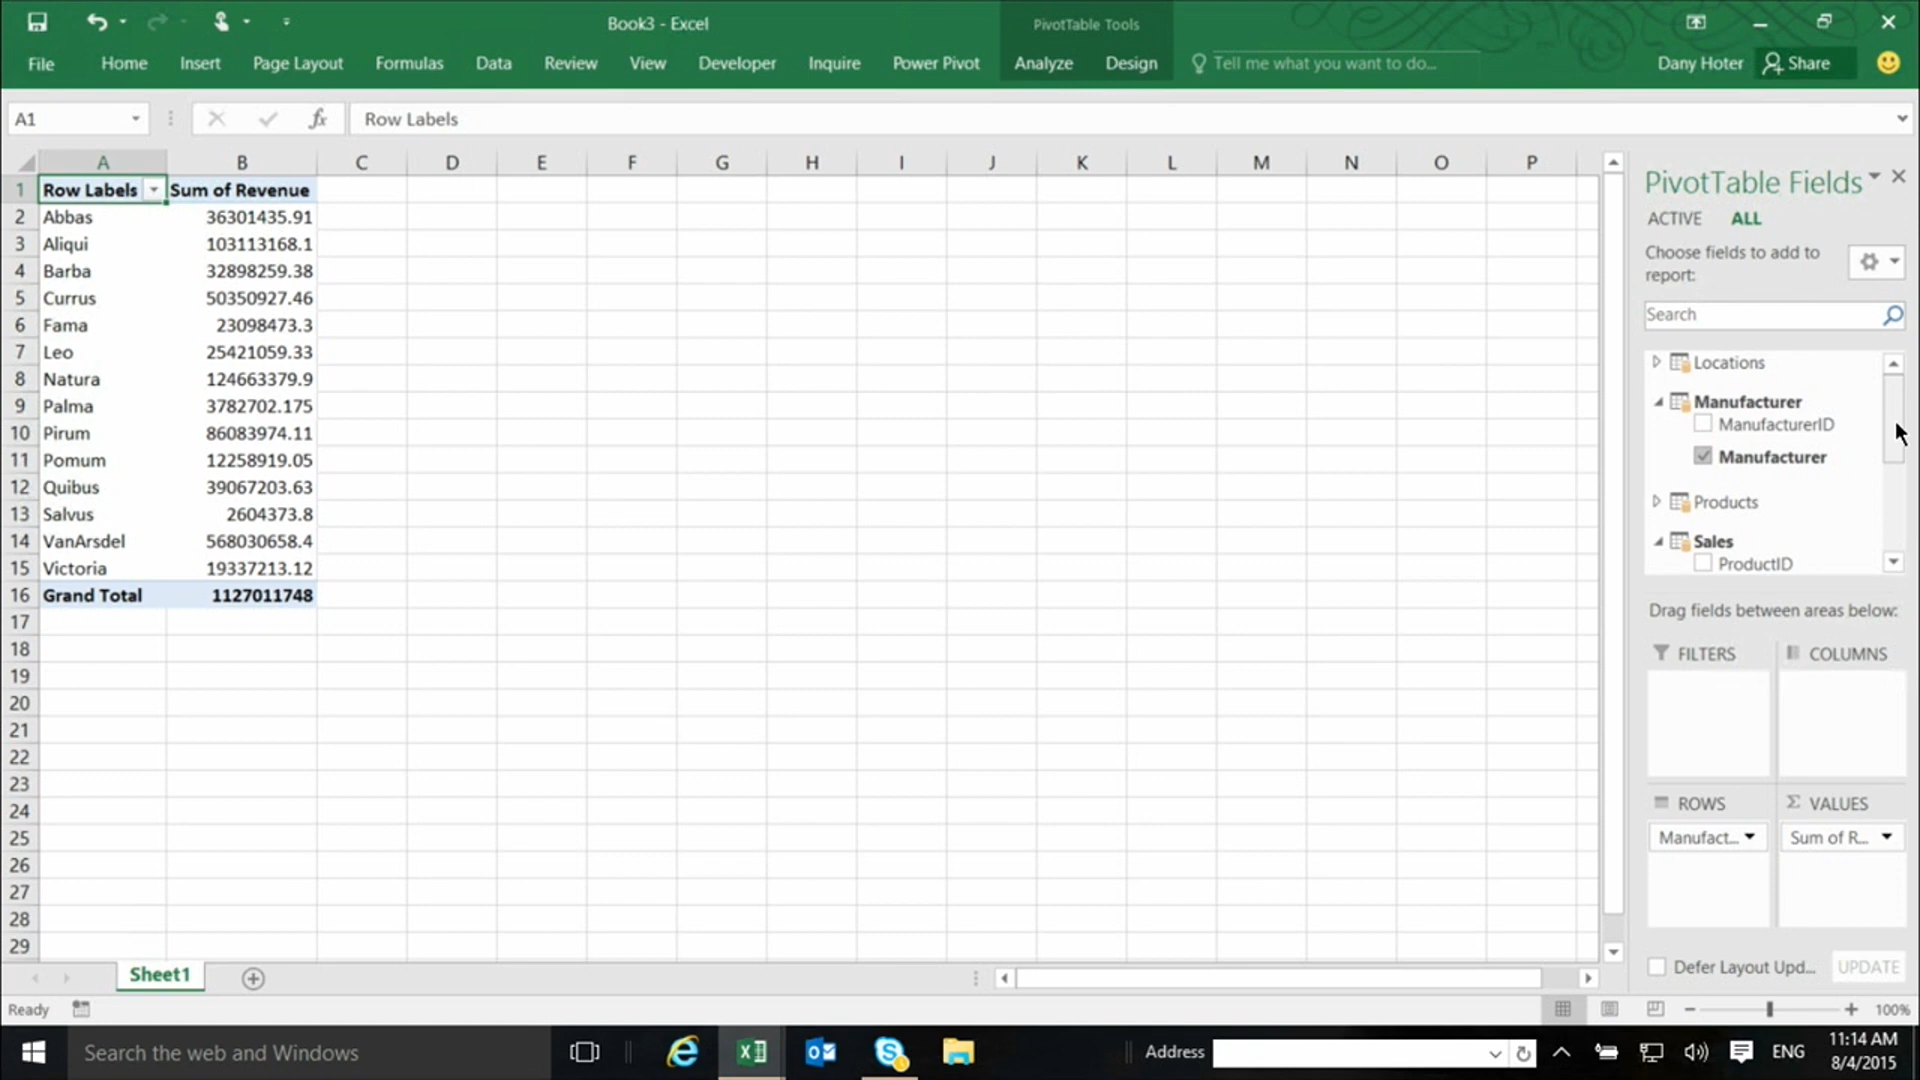 Book3 - Excel
PivotTable Tools
File Home Insert Page Layout Formulas Data Review View Developer Inquire Power Pivot Analyze Design Tell me what you want to do... Dany Hoter Share
A1 fx Row Labels
A B C D E F G H I J K L M N O P
1 Row Labels Sum of Revenue
2 Abbas 36301435.91
3 Aliqui 103113168.1
4 Barba 32898259.38
5 Currus 50350927.46
6 Fama 23098473.3
7 Leo 25421059.33
8 Natura 124663379.9
9 Palma 3782702.175
10 Pirum 86083974.11
11 Pomum 12258919.05
12 Quibus 39067203.63
13 Salvus 2604373.8
14 VanArsdel 568030658.4
15 Victoria 19337213.12
16 Grand Total 1127011748
17
18
19
20
21
22
23
24
25
26
27
28
29
PivotTable Fields
ACTIVE ALL
Choose fields to add to
report:
Search
Locations
Manufacturer
ManufacturerID
Manufacturer
Products
Sales
ProductID
Drag fields between areas below:
FILTERS COLUMNS
ROWS Σ VALUES
Manufact... Sum of R...
Defer Layout Upd... UPDATE
Sheet1
Ready 100%
Search the web and Windows Address ENG 11:14 AM
8/4/2015